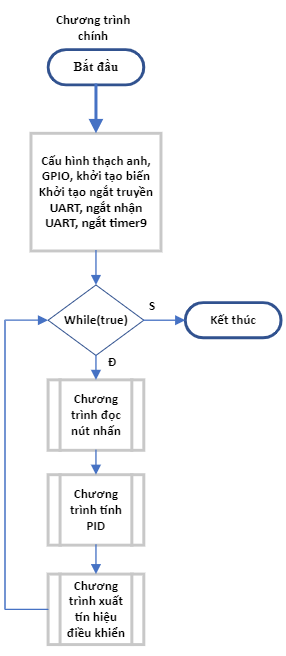 Chương trình
chính
Bắt đầu
Cấu hình thạch anh,
GPIO, khởi tạo biến
Khởi tạo ngắt truyền
UART, ngắt nhận
UART, ngắt timer9
While(true)
S
Kết thúc
Đ
Chương
trình đọc
nút nhấn
Chương
trình tính
PID
Chương
trình xuất
tín hiệu
điều khiển